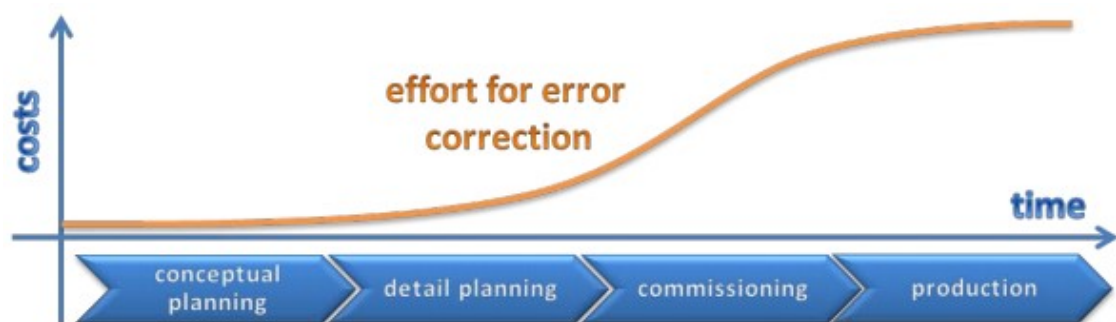 costs
effort for error
correction
time
conceptual
planning
detail planning
commissioning
production